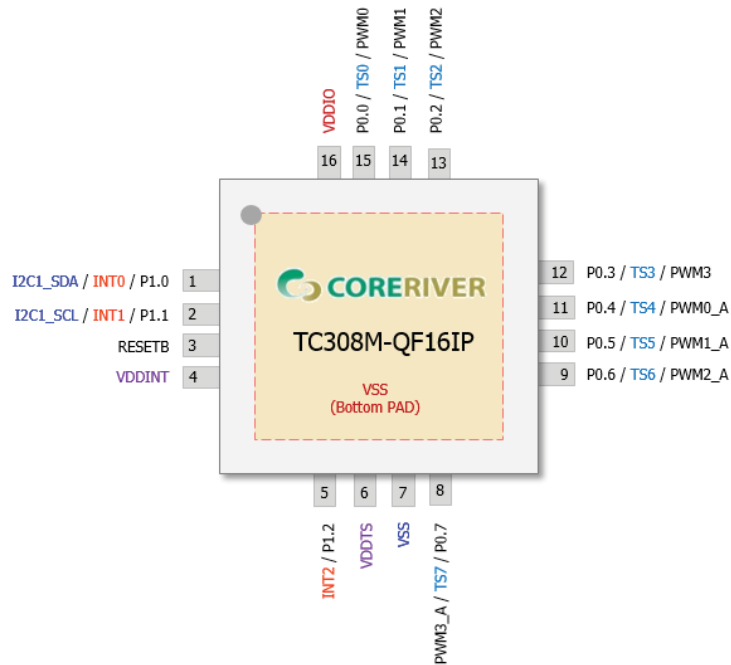 VDDIO
P0.0 / TS0 / PWM0
P0.1 / TS1 / PWM1
P0.2 / TS2 / PWM2
16
15
14
13
I2C1_SDA / INT0 / P1.0
1
I2C1_SCL / INT1 / P1.1
2
RESETB
3
VDDINT
4
CORERIVER
TC308M-QF16IP
VSS
(Bottom PAD)
12
P0.3 / TS3 / PWM3
11
P0.4 / TS4 / PWM0_A
10
P0.5 / TS5 / PWM1_A
9
P0.6 / TS6 / PWM2_A
5
6
7
8
INT2 / P1.2
VDDTS
VSS
PWM3_A / TS7 / P0.7